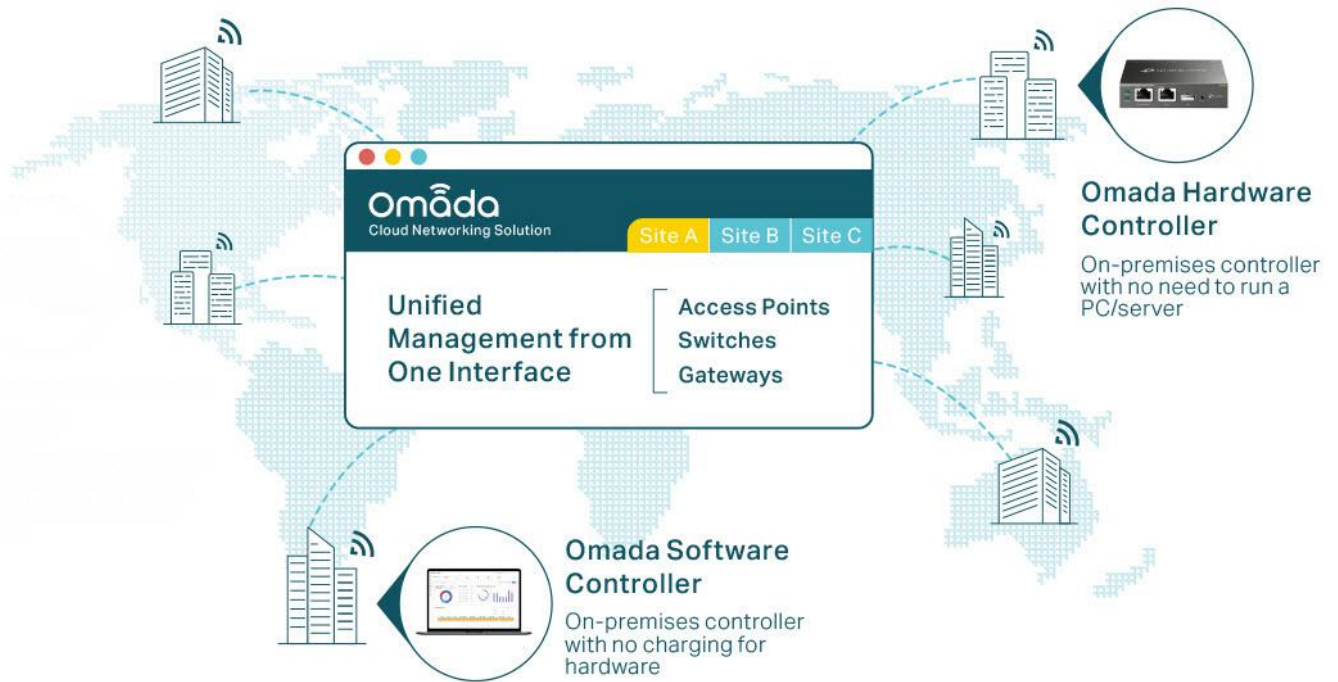 Omada
Cloud Networking Solution
Site A
Site B
Site C
Unified
Management from
One Interface
Access Points
Switches
Gateways
Omada Hardware
Controller
On-premises controller
with no need to run a
PC/server
Omada Software
Controller
On-premises controller
with no charging for
hardware